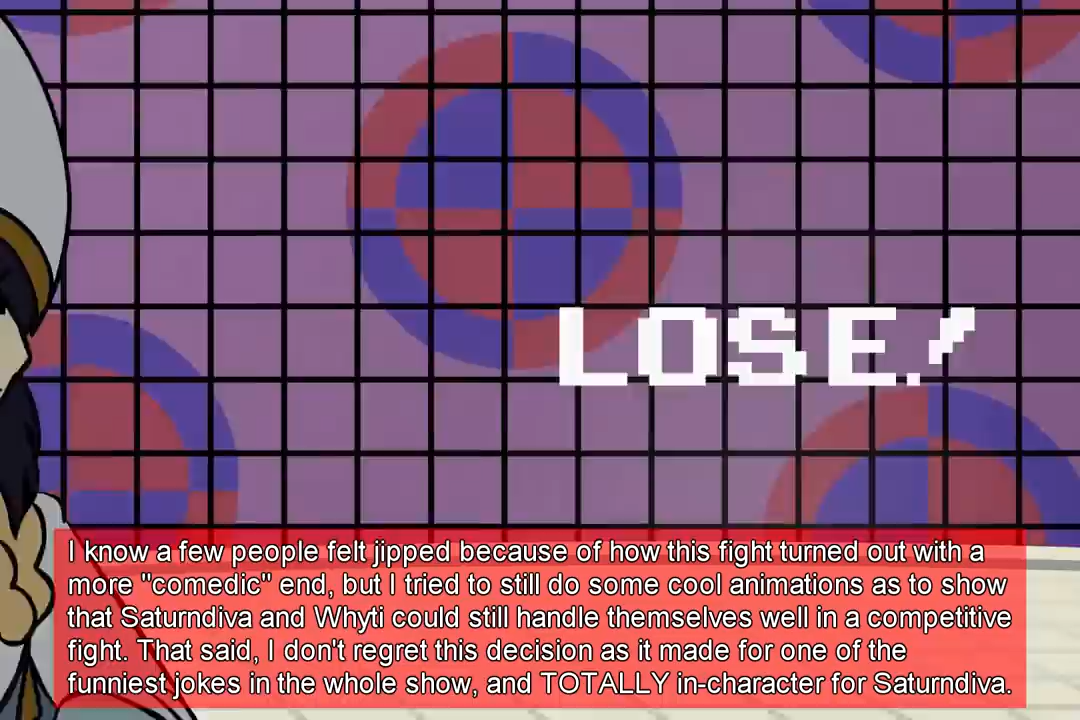 LOSE!
I know a few people felt jipped because of how this fight turned out with a
more "comedic" end, but I tried to still do some cool animations as to show
that Saturndiva and Whyti could still handle themselves well in a competitive
fight. That said, I don't regret this decision as it made for one of the
funniest jokes in the whole show, and TOTALLY in-character for Saturndiva.